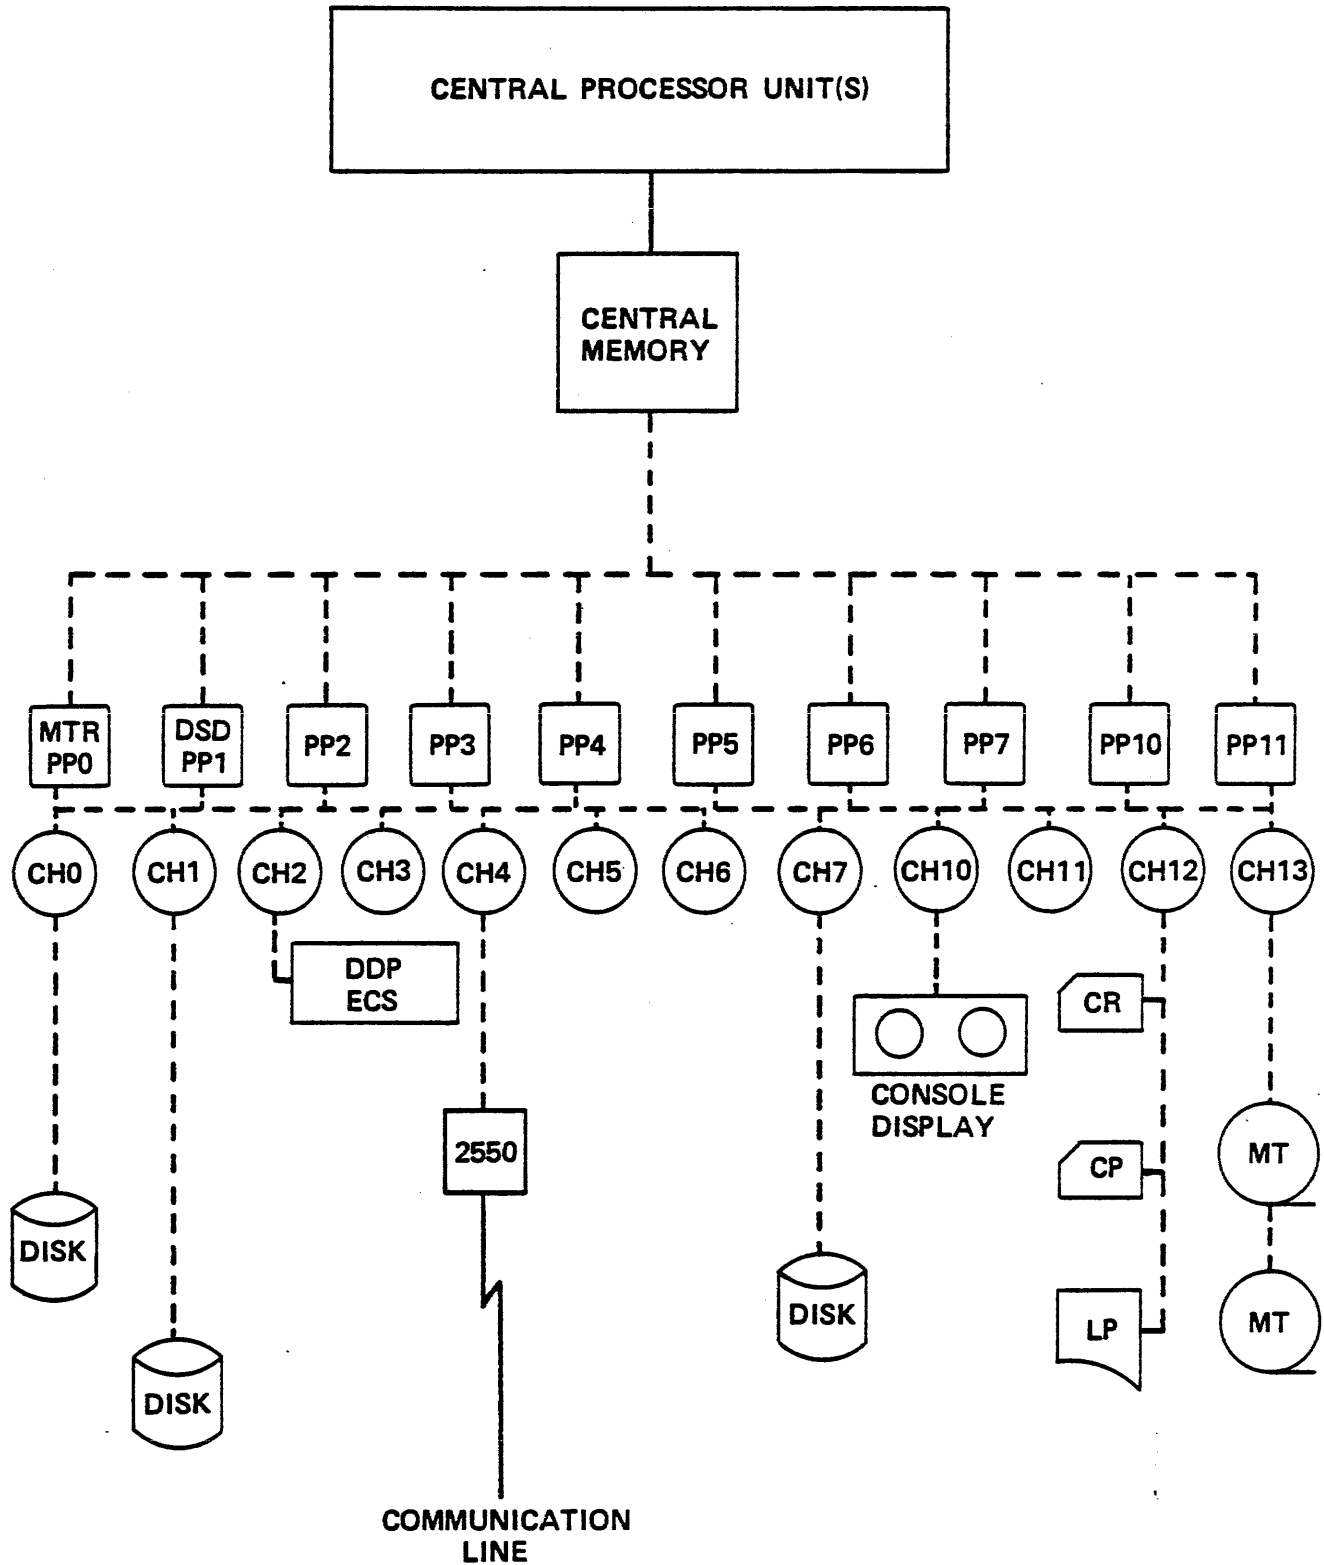 CENTRAL PROCESSOR UNIT(S)
CENTRAL
MEMORY
MTR
PP0
DSD
PP1
PP2
PP3
PP4
PP5
PP6
PP7
PP10
PP11
CH0
CH1
CH2
CH3
CH4
CH5
CH6
CH7
CH10
CH11
CH12
CH13
DDP
ECS
CR
CONSOLE
DISPLAY
2550
CP
MT
DISK
DISK
LP
MT
DISK
COMMUNICATION
LINE